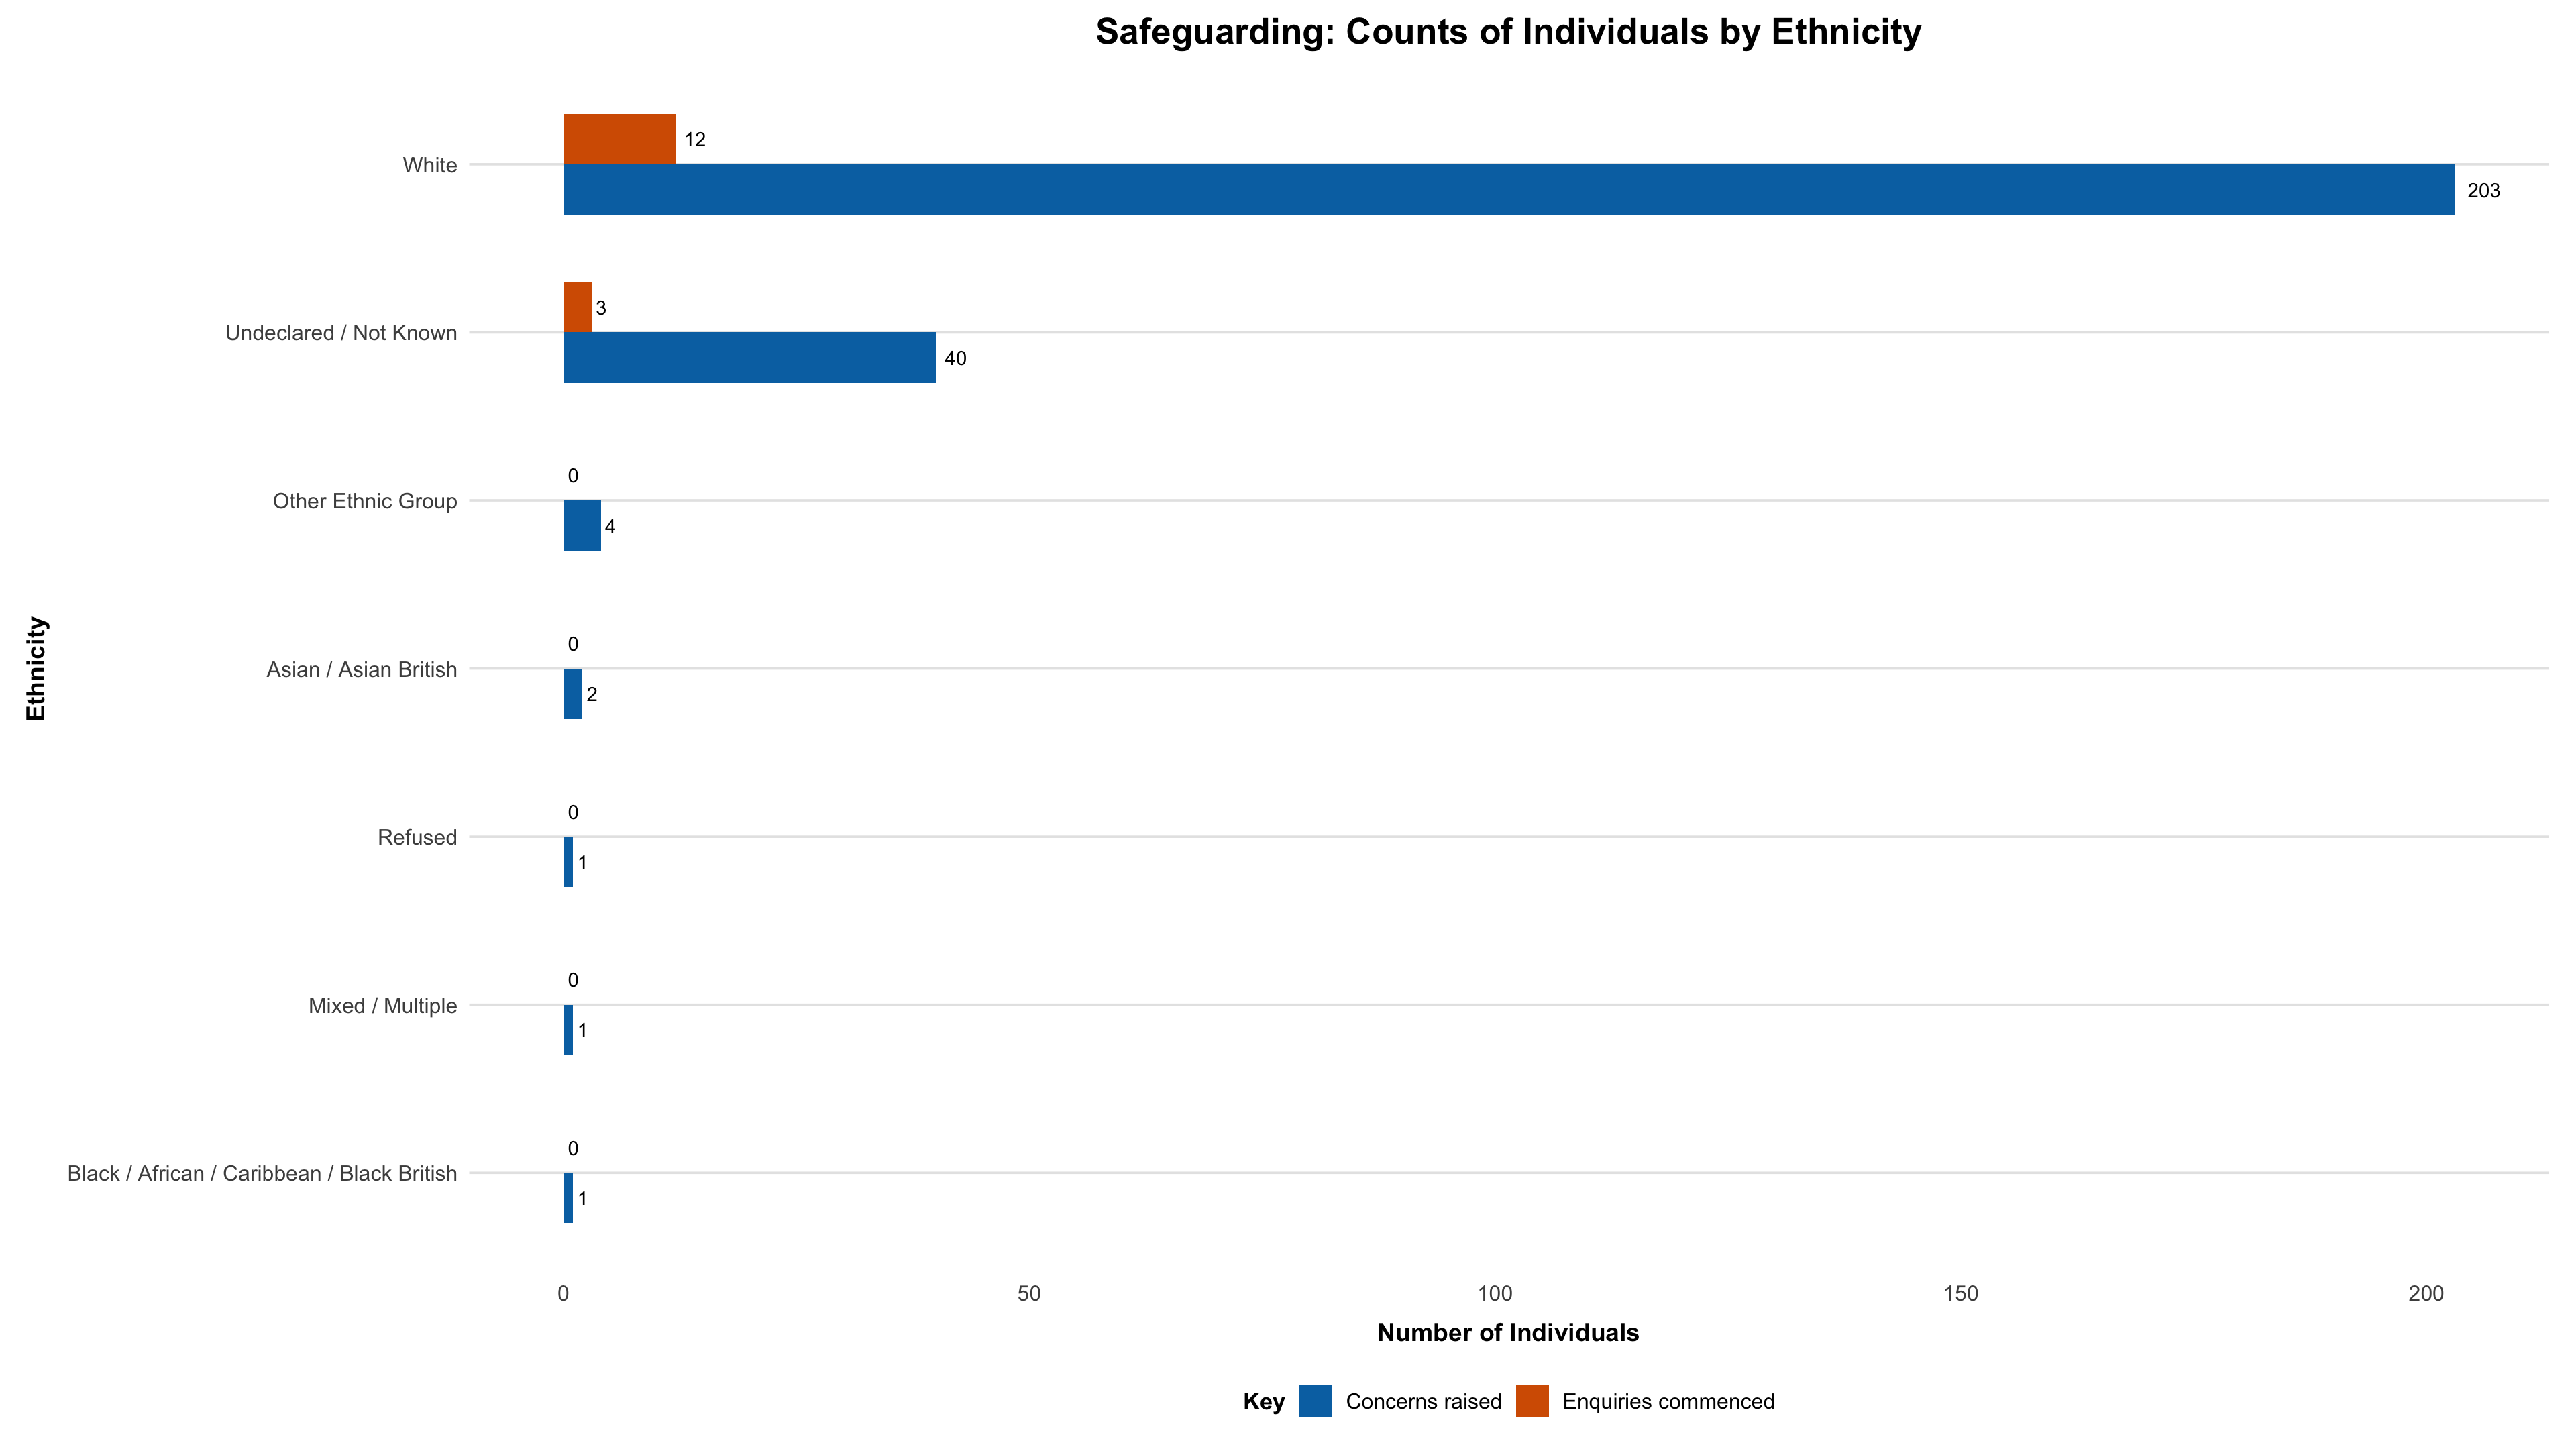 Safeguarding: Counts of Individuals by Ethnicity
Ethnicity
White
12
203
Undeclared / Not Known
3
40
Other Ethnic Group
0
4
Asian / Asian British
0
2
Refused
0
1
Mixed / Multiple
0
1
Black / African / Caribbean / Black British
0
1
0 50 100 150 200
Number of Individuals
Key Concerns raised Enquiries commenced